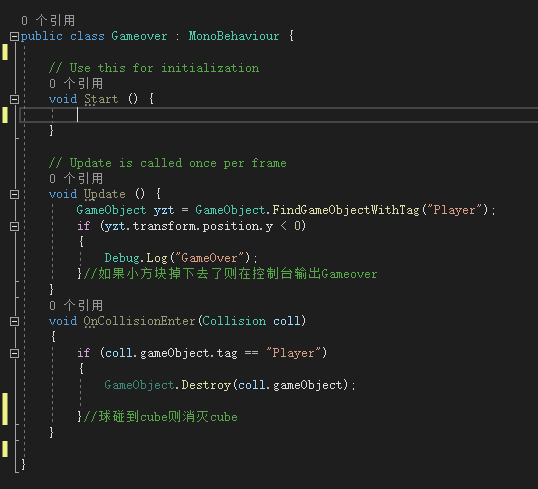 0 个引用
public class Gameover : MonoBehaviour {
// Use this for initialization
0 个引用
void Start () {
}
// Update is called once per frame
0 个引用
void Update () {
GameObject yzt = GameObject.FindGameObjectWithTag("Player");
if (yzt.transform.position.y < 0)
{
Debug.Log("GameOver");
}//如果小方块掉下去了则在控制台输出Gameover
}
0 个引用
void OnCollisionEnter(Collision coll)
{
if (coll.gameObject.tag == "Player")
{
GameObject.Destroy(coll.gameObject);
}//球碰到cube则消灭cube
}
}